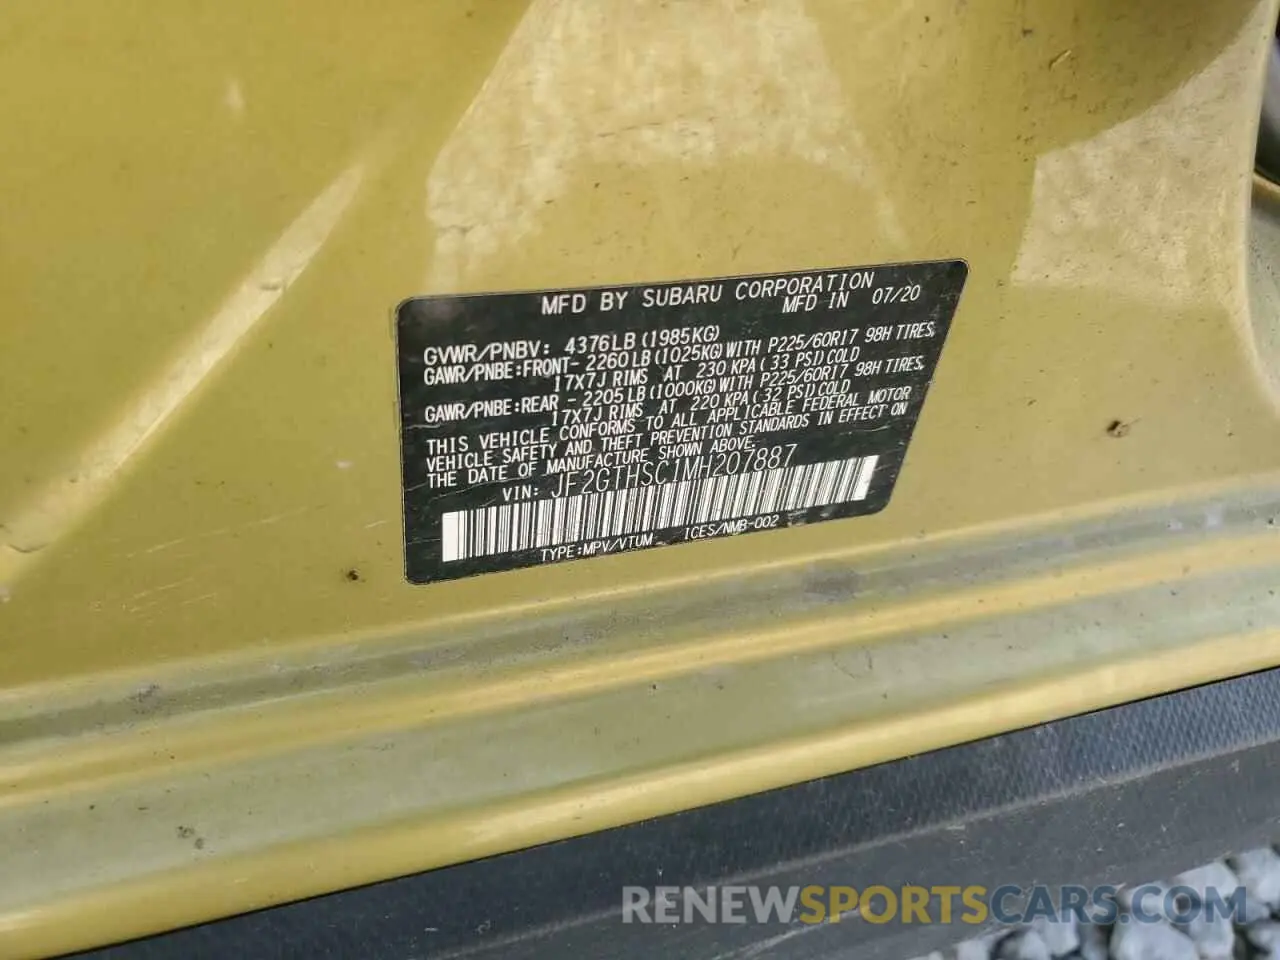 MFD BY SUBARU CORPORATION
MFD IN 07/20
GVWR/PNBV: 4376LB (1985KG)
GAWR/PNBE:FRONT- 2260LB (1025KG) WITH P225/60R17 98H TIRES,
17X7J RIMS AT 230 KPA ( 33 PSI) COLD
GAWR/PNBE:REAR - 2205LB (1000KG) WITH P225/60R17 98H TIRES,
17X7J RIMS AT 220 KPA ( 32 PSI) COLD
THIS VEHICLE CONFORMS TO ALL APPLICABLE FEDERAL MOTOR
VEHICLE SAFETY AND THEFT PREVENTION STANDARDS IN EFFECT ON
THE DATE OF MANUFACTURE SHOWN ABOVE.
VIN: JF2GTHSC1MH207887
TYPE:MPV/VTUM ICES/NMB-002
RENEWSPORTSCARS.COM